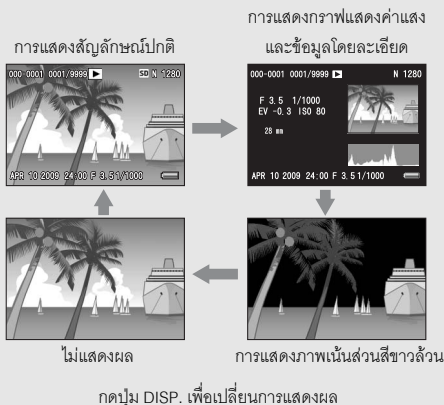 การแสดงสัญลักษณ์ปกติ
000-0001 0001/9999 SD N 1280
APR 10 2009 24:00 F 3.5 1/1000
การแสดงกราฟแสดงค่าแสง
และข้อมูลโดยละเอียด
000-0001 0001/9999 N 1280
F 3.5 1/1000
EV -0.3 ISO 80
28 mm
APR 10 2009 24:00 F 3.5 1/1000
ไม่แสดงผล
การแสดงภาพเน้นส่วนสีขาวล้วน
กดปุ่ม DISP. เพื่อเปลี่ยนการแสดงผล